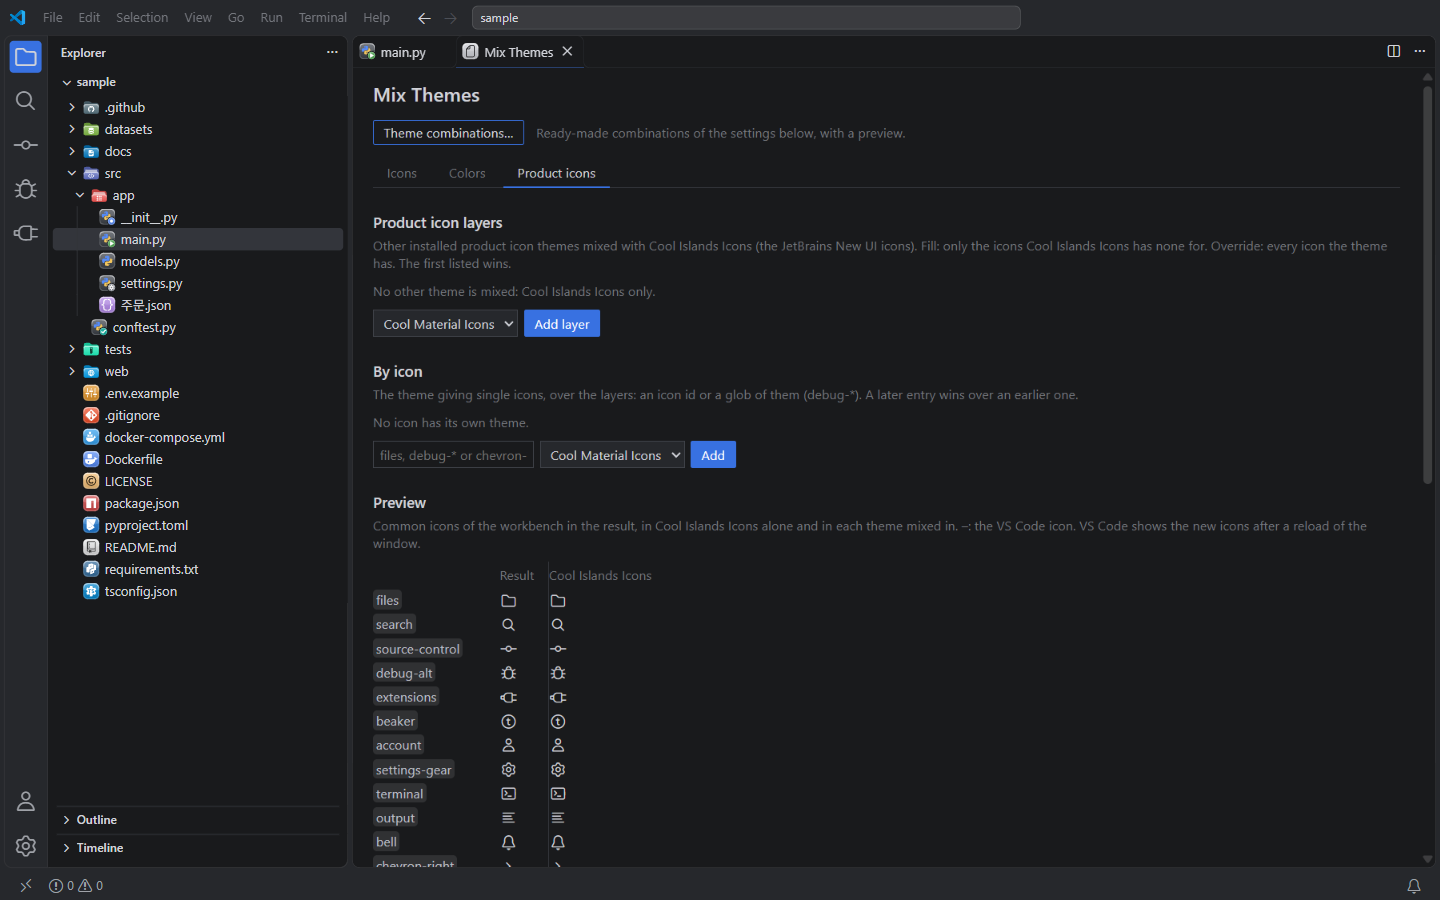 File Edit Selection View Go Run Terminal Help
sample
Explorer
sample
.github
datasets
docs
src
app
__init__.py
main.py
models.py
settings.py
주문.json
conftest.py
tests
web
.env.example
.gitignore
docker-compose.yml
Dockerfile
LICENSE
package.json
pyproject.toml
README.md
requirements.txt
tsconfig.json
Outline
Timeline
0 0
main.py
Mix Themes
Mix Themes
Theme combinations... Ready-made combinations of the settings below, with a preview.
Icons Colors Product icons
Product icon layers
Other installed product icon themes mixed with Cool Islands Icons (the JetBrains New UI icons). Fill: only the icons Cool Islands Icons has none for. Override: every icon the theme
has. The first listed wins.
No other theme is mixed: Cool Islands Icons only.
Cool Material Icons Add layer
By icon
The theme giving single icons, over the layers: an icon id or a glob of them (debug-*). A later entry wins over an earlier one.
No icon has its own theme.
files, debug-* or chevron- Cool Material Icons Add
Preview
Common icons of the workbench in the result, in Cool Islands Icons alone and in each theme mixed in. –: the VS Code icon. VS Code shows the new icons after a reload of the
window.
Result Cool Islands Icons
files
search
source-control
debug-alt
extensions
beaker
account
settings-gear
terminal
output
bell
chevron-right